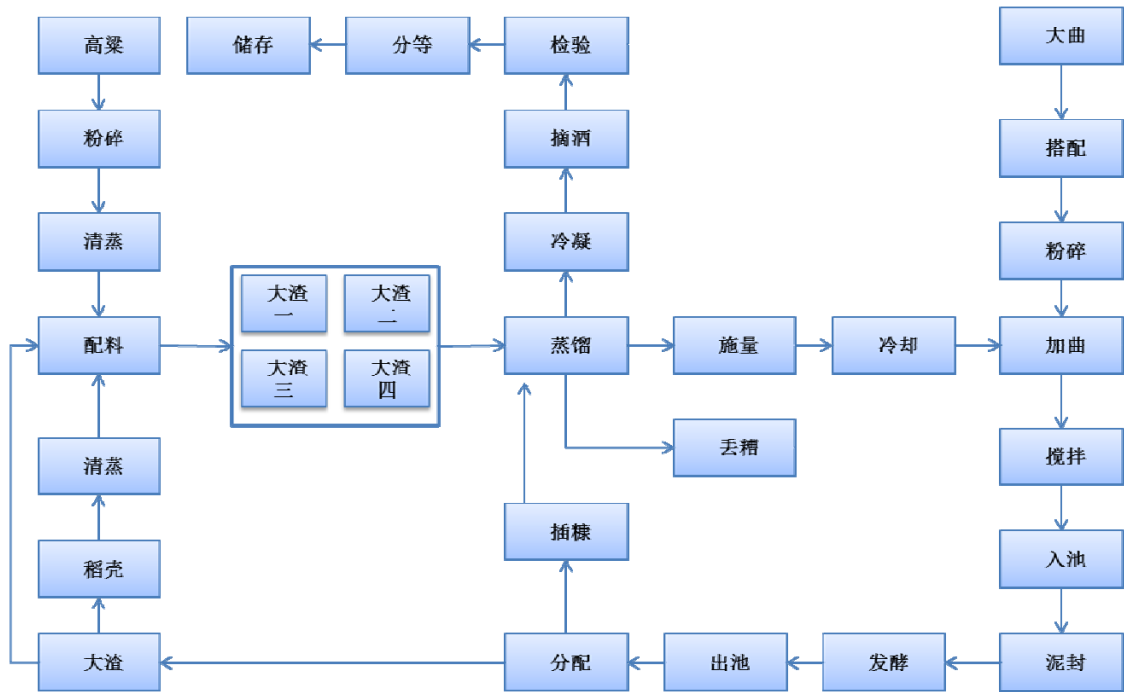 高粱
储存
分等
检验
大曲
粉碎
摘酒
搭配
清蒸
冷凝
粉碎
大渣
一
大渣
二
配料
蒸馏
施量
冷却
加曲
大渣
三
大渣
四
清蒸
丢糟
搅拌
稻壳
插糠
入池
大渣
分配
出池
发酵
泥封